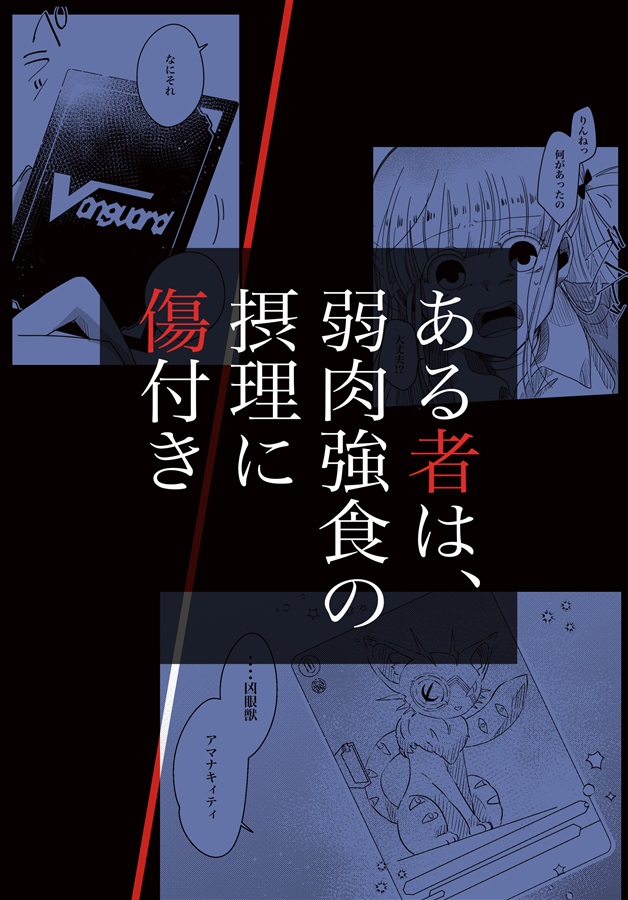 なにそれ
Vanguard
りんねっ
何があったの
大丈夫!?
ある者は、
弱肉強食の
摂理に
傷付き
....凶眼獣
アマナキィティ